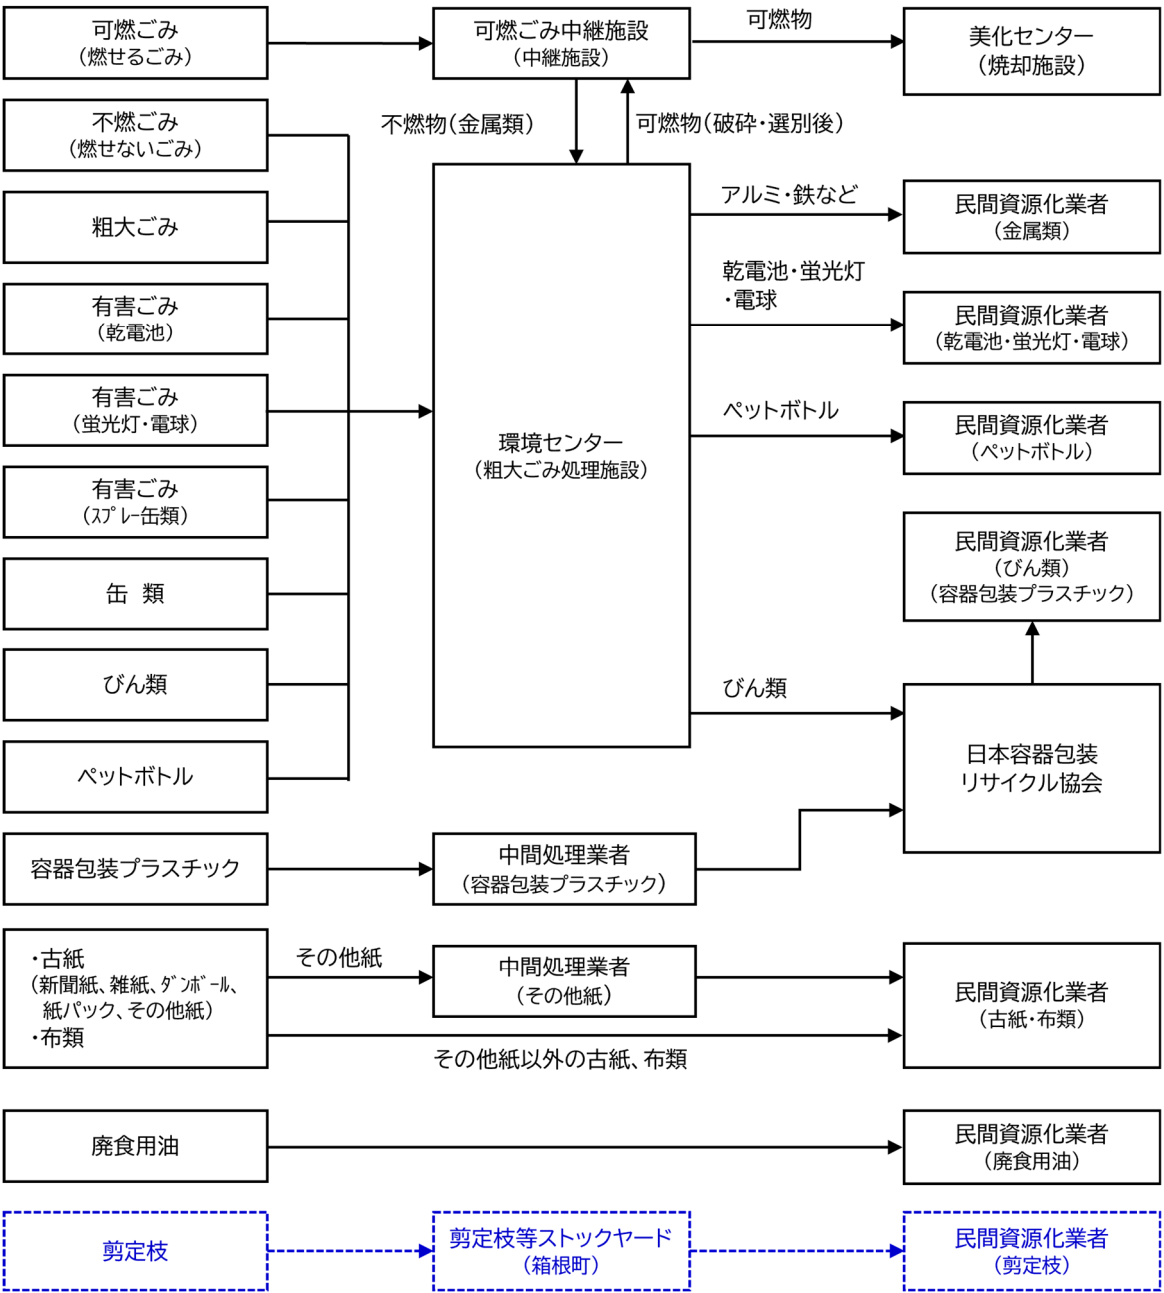 可燃ごみ
（燃せるごみ）
可燃ごみ中継施設
（中継施設）
可燃物
美化センター
（焼却施設）
不燃ごみ
（燃せないごみ）
不燃物（金属類）
可燃物（破砕・選別後）
粗大ごみ
有害ごみ
（乾電池）
有害ごみ
（蛍光灯・電球）
有害ごみ
（ｽﾌﾟﾚｰ缶類）
缶　類
びん類
ペットボトル
環境センター
（粗大ごみ処理施設）
アルミ・鉄など
民間資源化業者
（金属類）
乾電池・蛍光灯
・電球
民間資源化業者
（乾電池・蛍光灯・電球）
ペットボトル
民間資源化業者
（ペットボトル）
民間資源化業者
（びん類）
（容器包装プラスチック）
びん類
日本容器包装
リサイクル協会
容器包装プラスチック
中間処理業者
（容器包装プラスチック）
・古紙
（新聞紙、雑紙、ﾀﾞﾝﾎﾞｰﾙ、
紙パック、その他紙）
・布類
その他紙
中間処理業者
（その他紙）
その他紙以外の古紙、布類
民間資源化業者
（古紙・布類）
廃食用油
民間資源化業者
（廃食用油）
剪定枝
剪定枝等ストックヤード
（箱根町）
民間資源化業者
（剪定枝）